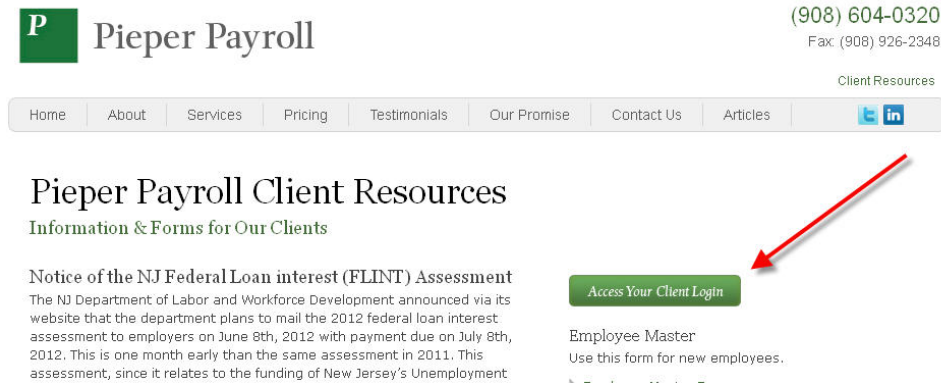 P
Pieper Payroll
(908) 604-0320
Fax: (908) 926-2348
Client Resources
Home About Services Pricing Testimonials Our Promise Contact Us Articles
in
Pieper Payroll Client Resources
Information & Forms for Our Clients
Notice of the NJ Federal Loan interest (FLINT) Assessment
The NJ Department of Labor and Workforce Development announced via its
website that the department plans to mail the 2012 federal loan interest
assessment to employers on June 8th, 2012 with payment due on July 8th,
2012. This is one month early than the same assessment in 2011. This
assessment, since it relates to the funding of New Jersey's Unemployment
Access Your Client Login
Employee Master
Use this form for new employees.